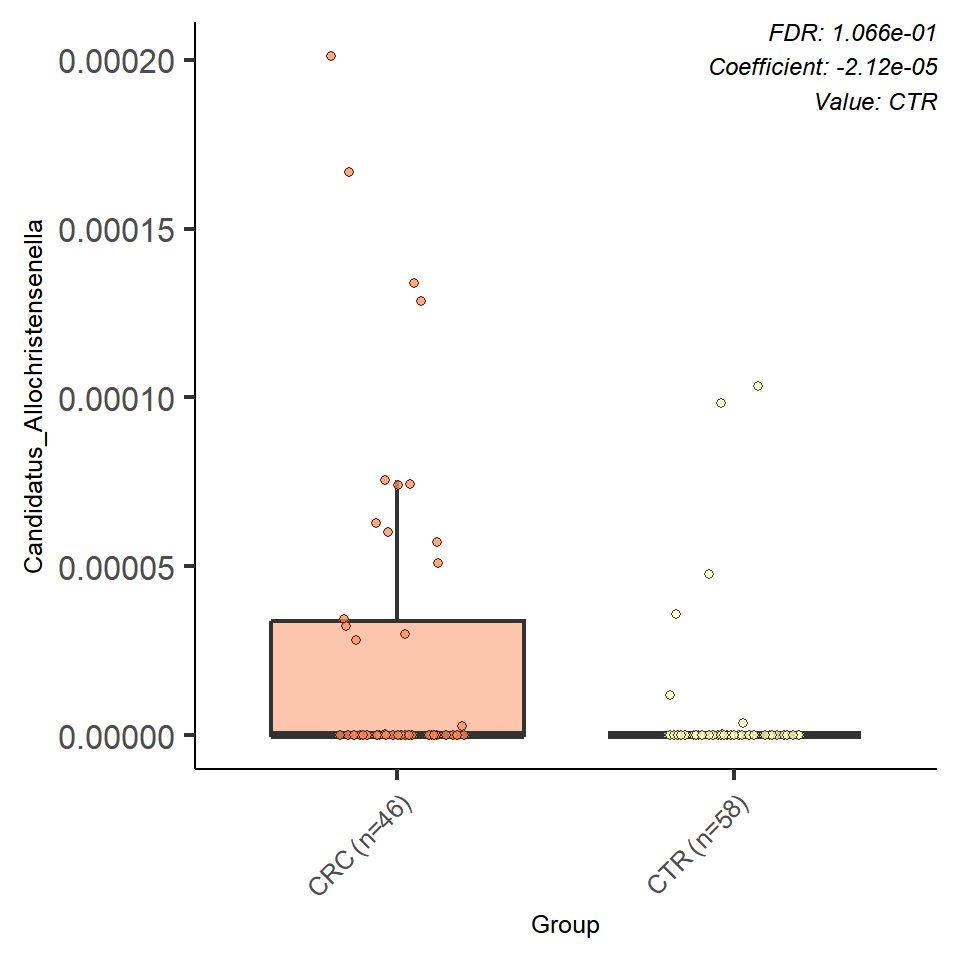 FDR: 1.066e-01
Coefficient: -2.12e-05
Value: CTR
Candidatus_Allochristensenella
0.00020
0.00015
0.00010
0.00005
0.00000
CRC (n=46)
CTR (n=58)
Group